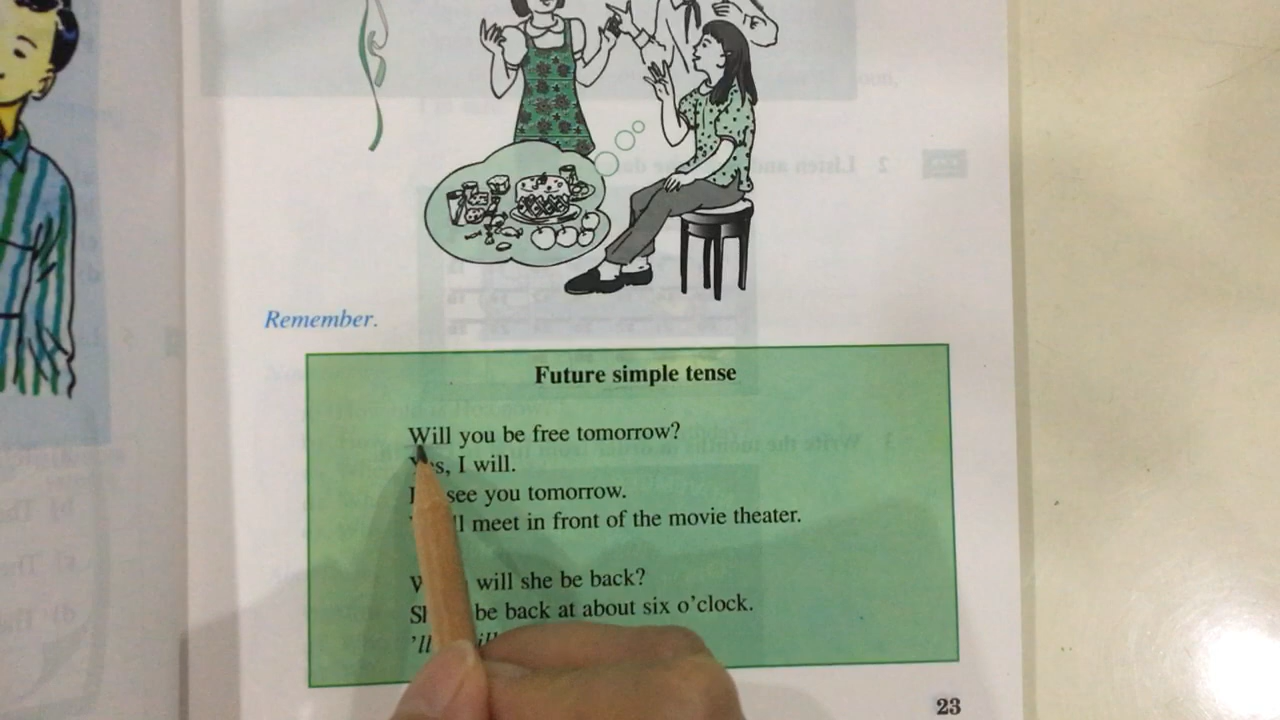 Remember.
Future simple tense
Will you be free tomorrow?
Yes, I will.
see you tomorrow.
meet in front of the movie theater.
will she be back?
be back at about six o'clock.
'll
23